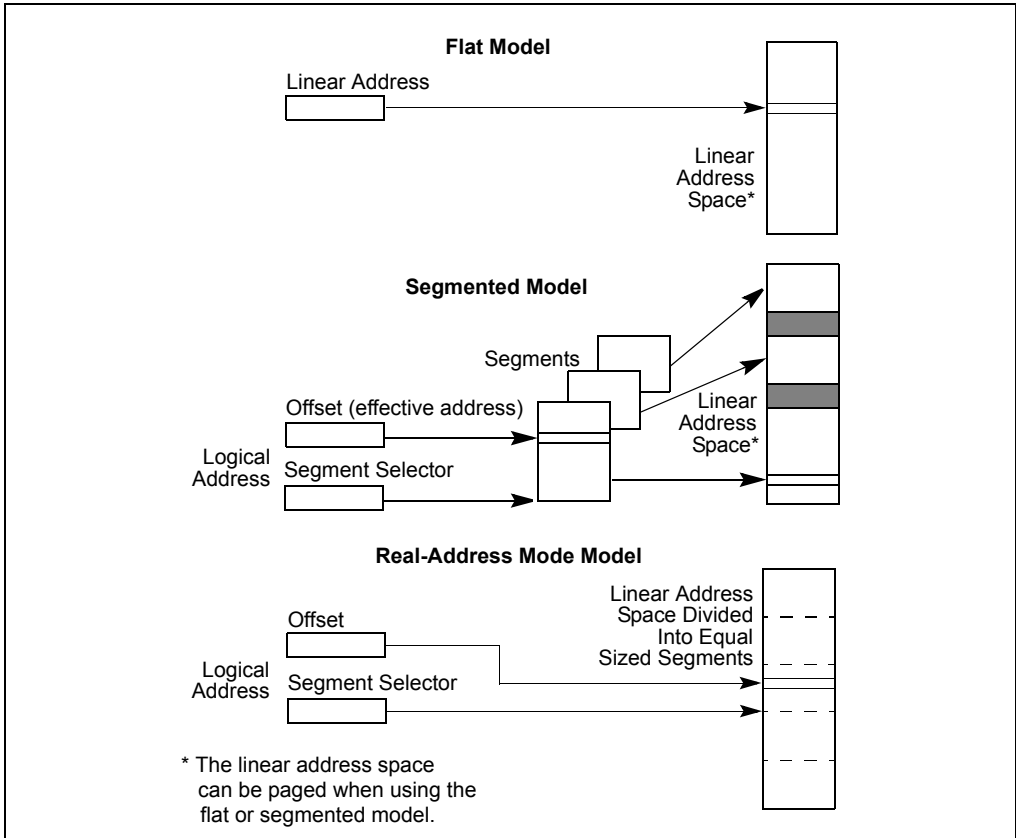 Flat Model
Linear Address
Linear
Address
Space*
Segmented Model
Segments
Offset (effective address)
Logical
Address
Segment Selector
Linear
Address
Space*
Real-Address Mode Model
Linear Address
Space Divided
Into Equal
Sized Segments
Offset
Logical
Address
Segment Selector
* The linear address space
can be paged when using the
flat or segmented model.